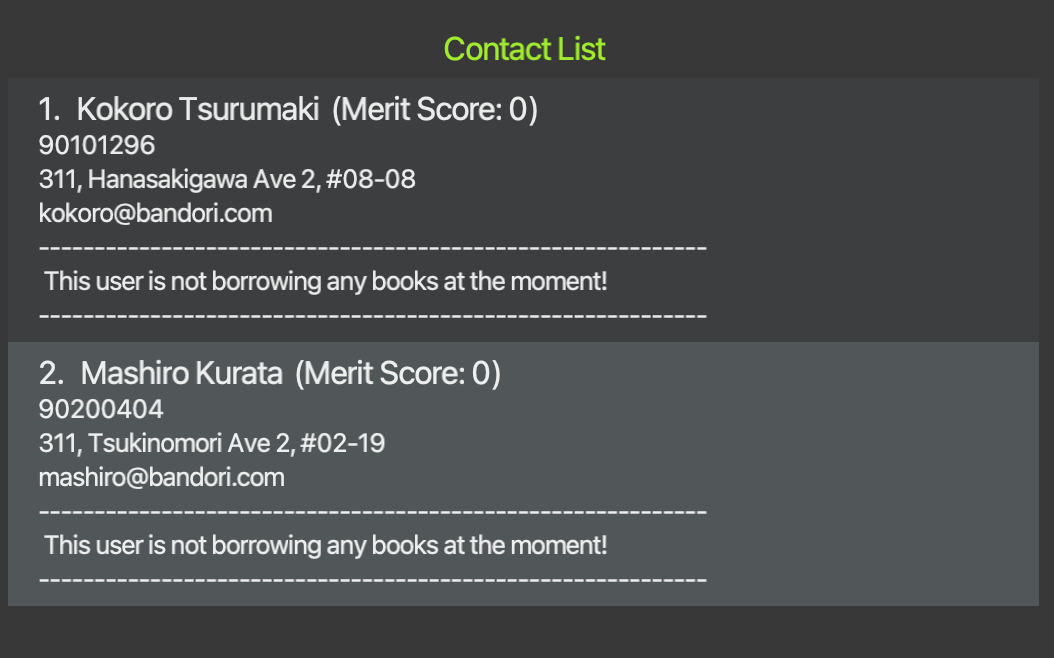 Contact List
1. Kokoro Tsurumaki (Merit Score: 0)
90101296
311, Hanasakigawa Ave 2, #08-08
kokoro@bandori.com
------------------------------------------------------------
This user is not borrowing any books at the moment!
------------------------------------------------------------
2. Mashiro Kurata (Merit Score: 0)
90200404
311, Tsukinomori Ave 2, #02-19
mashiro@bandori.com
------------------------------------------------------------
This user is not borrowing any books at the moment!
------------------------------------------------------------